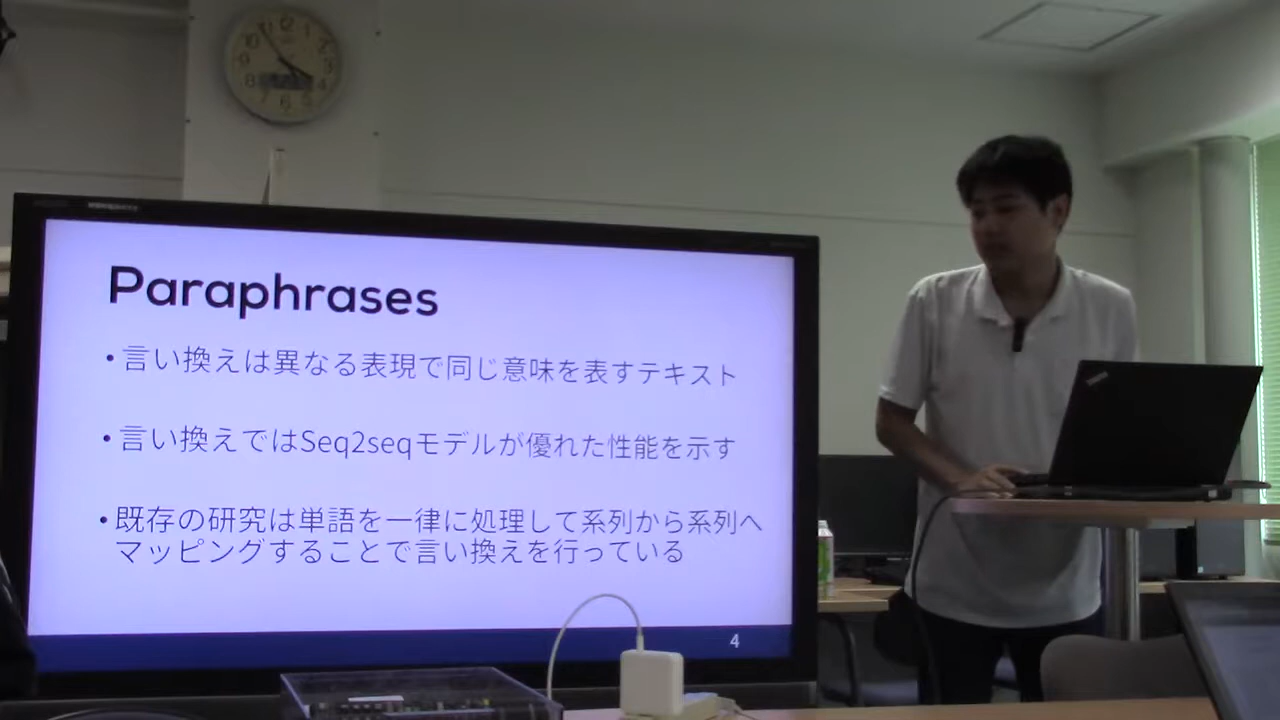 Paraphrases
• 言い換えは異なる表現で同じ意味を表すテキスト
• 言い換えではSeq2seqモデルが優れた性能を示す
• 既存の研究は単語を一律に処理して系列から系列へ
マッピングすることで言い換えを行っている
4
ThinkPad